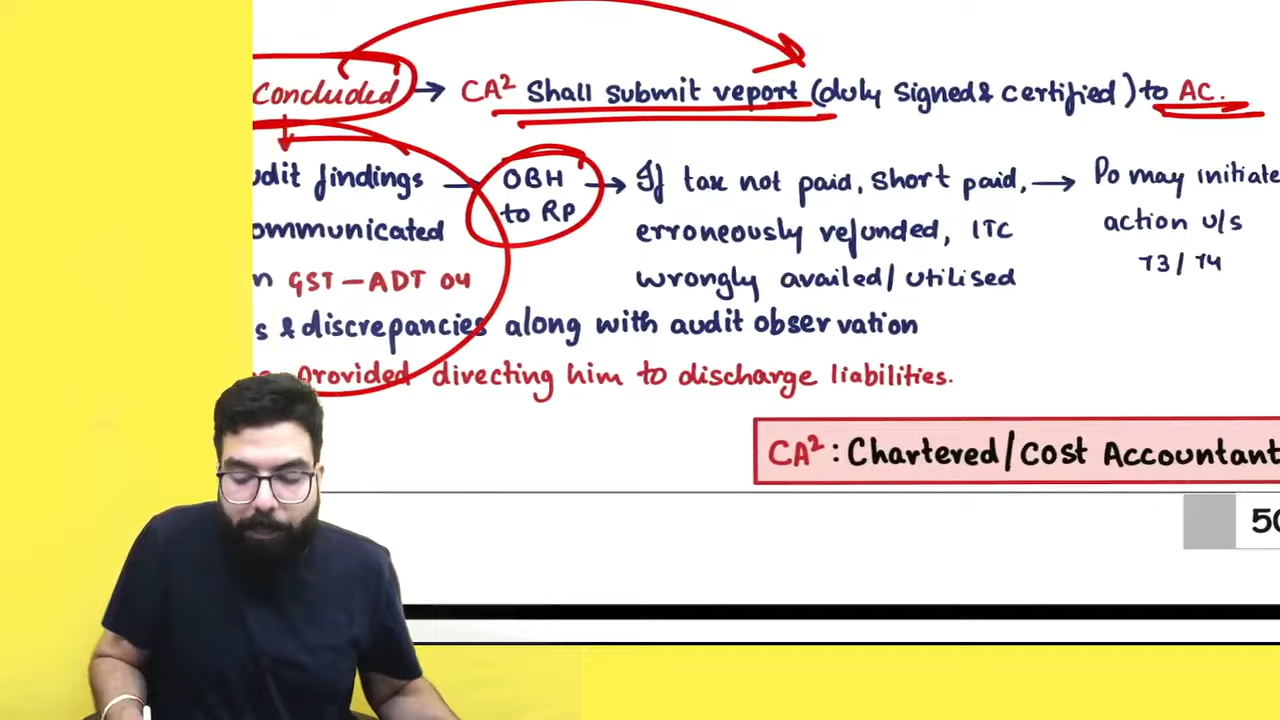 Concluded → CA² Shall submit report (duly signed & certified) to AC.
udit findings → OBH to RP → If tax not paid, short paid, → Po may initiate
ommunicated erroneously refunded, ITC action u/s
n GST-ADT 04 wrongly availed/utilised 73/74
s & discrepancies along with audit observation
provided directing him to discharge liabilities.
CA²: Chartered/Cost Accountant
50